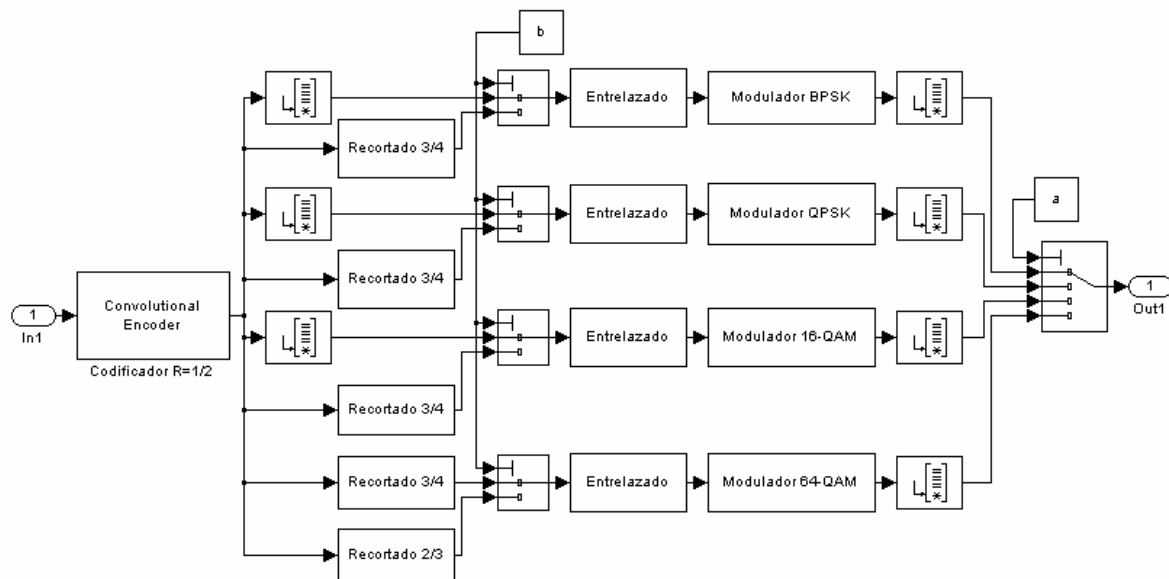 b
Entrelazado
Modulador BPSK
Recortado 3/4
a
Entrelazado
Modulador QPSK
Recortado 3/4
1
In1
Convolutional
Encoder
Codificador R=1/2
1
Out1
Entrelazado
Modulador 16-QAM
Recortado 3/4
Recortado 3/4
Entrelazado
Modulador 64-QAM
Recortado 2/3